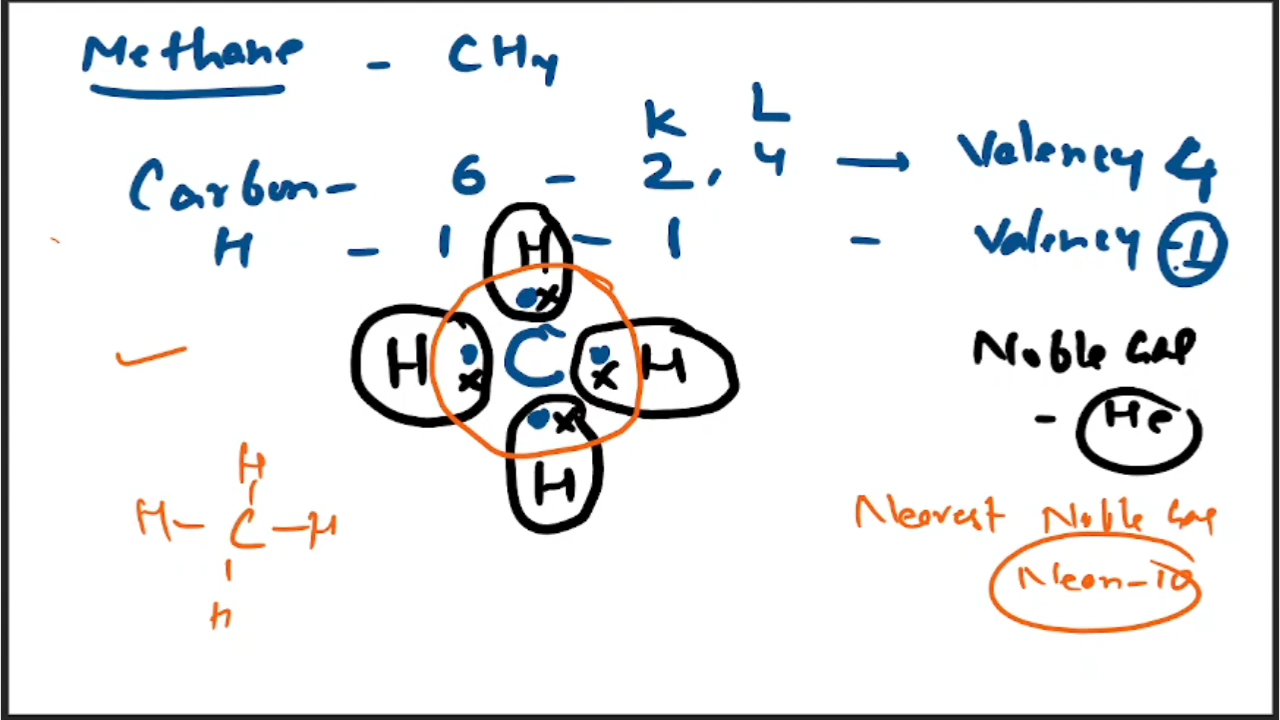 Methane - CH4
K L
Carbon - 6 - 2, 4 → Valency 4
H - 1 - 1 - Valency 1
H
H C H
H
Noble Gas
- He
Nearest Noble Gas
Neon-10
H
H-C-H
H